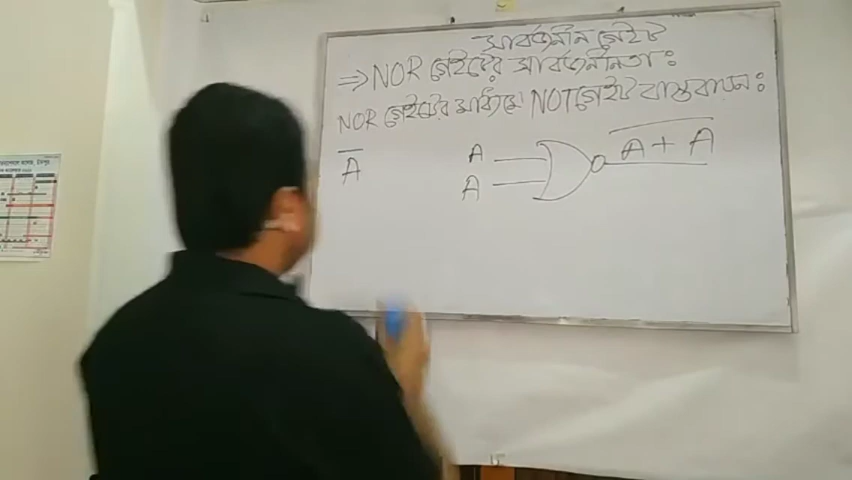 সার্বজনীন গেইট
⇒ NOR গেইটের সার্বজনীনতা :
NOR গেইটের মাধ্যমে NOT গেইট বাস্তবায়ন :
A̅
A
A
A̅ ̅+̅ ̅A̅